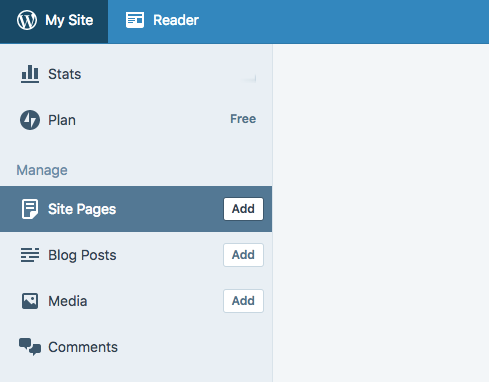 My Site Reader
Stats
Plan Free
Manage
Site Pages Add
Blog Posts Add
Media Add
Comments